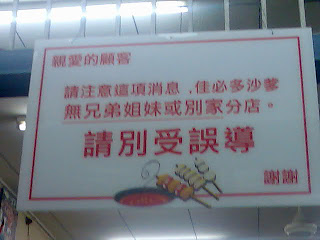 親愛的顧客
請注意這項消息﹐佳必多沙爹
無兄弟姐妹或別家分店。
請別受誤導
謝謝